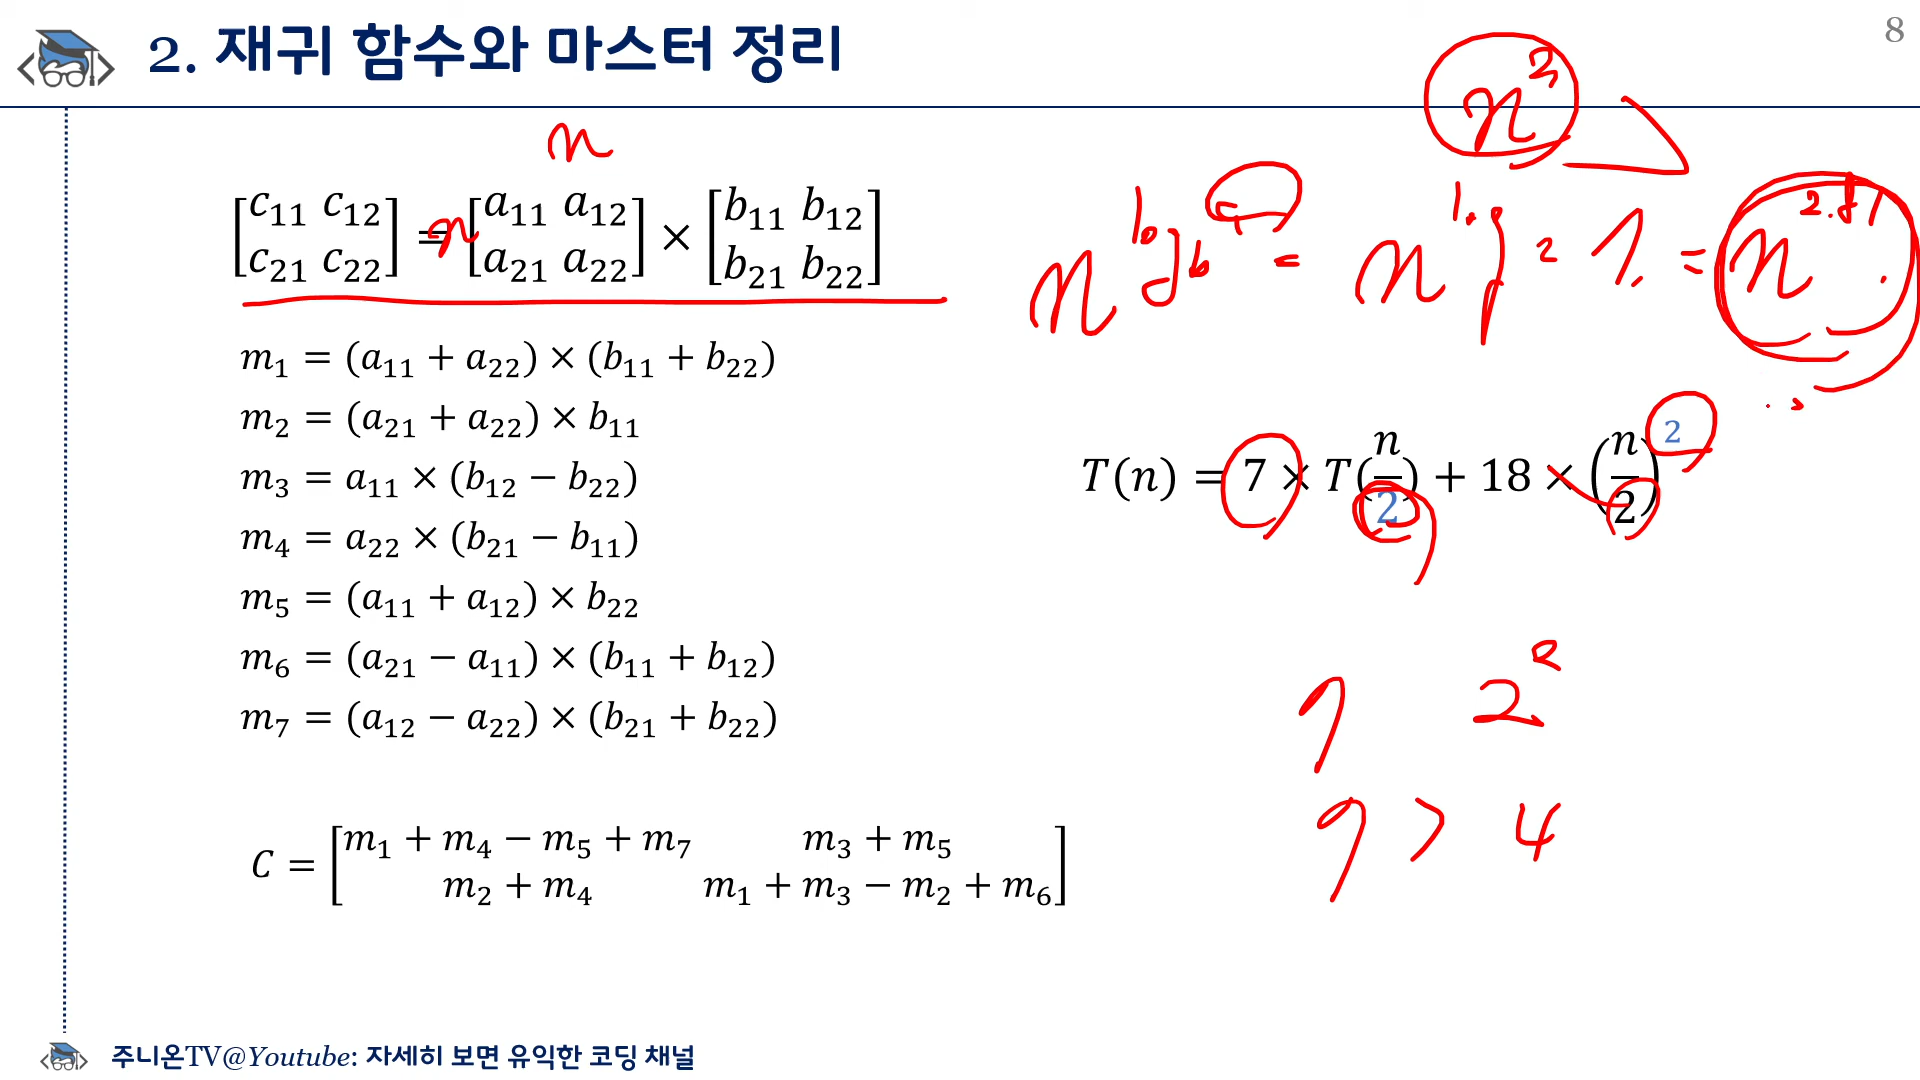 8
2. 재귀 함수와 마스터 정리
n³
n
[c₁₁ c₁₂ c₂₁ c₂₂] = n [a₁₁ a₁₂ a₂₁ a₂₂] × [b₁₁ b₁₂ b₂₁ b₂₂]
n^log_b a = n^log₂7 = n^2.81
m₁ = (a₁₁ + a₂₂) × (b₁₁ + b₂₂)
m₂ = (a₂₁ + a₂₂) × b₁₁
m₃ = a₁₁ × (b₁₂ − b₂₂)
T(n) = 7 × T(n/2) + 18 × (n/2)²
m₄ = a₂₂ × (b₂₁ − b₁₁)
m₅ = (a₁₁ + a₁₂) × b₂₂
m₆ = (a₂₁ − a₁₁) × (b₁₁ + b₁₂)
m₇ = (a₁₂ − a₂₂) × (b₂₁ + b₂₂)
7 2²
7 > 4
C = [m₁ + m₄ − m₅ + m₇ m₃ + m₅
m₂ + m₄ m₁ + m₃ − m₂ + m₆]
주니온TV@Youtube: 자세히 보면 유익한 코딩 채널